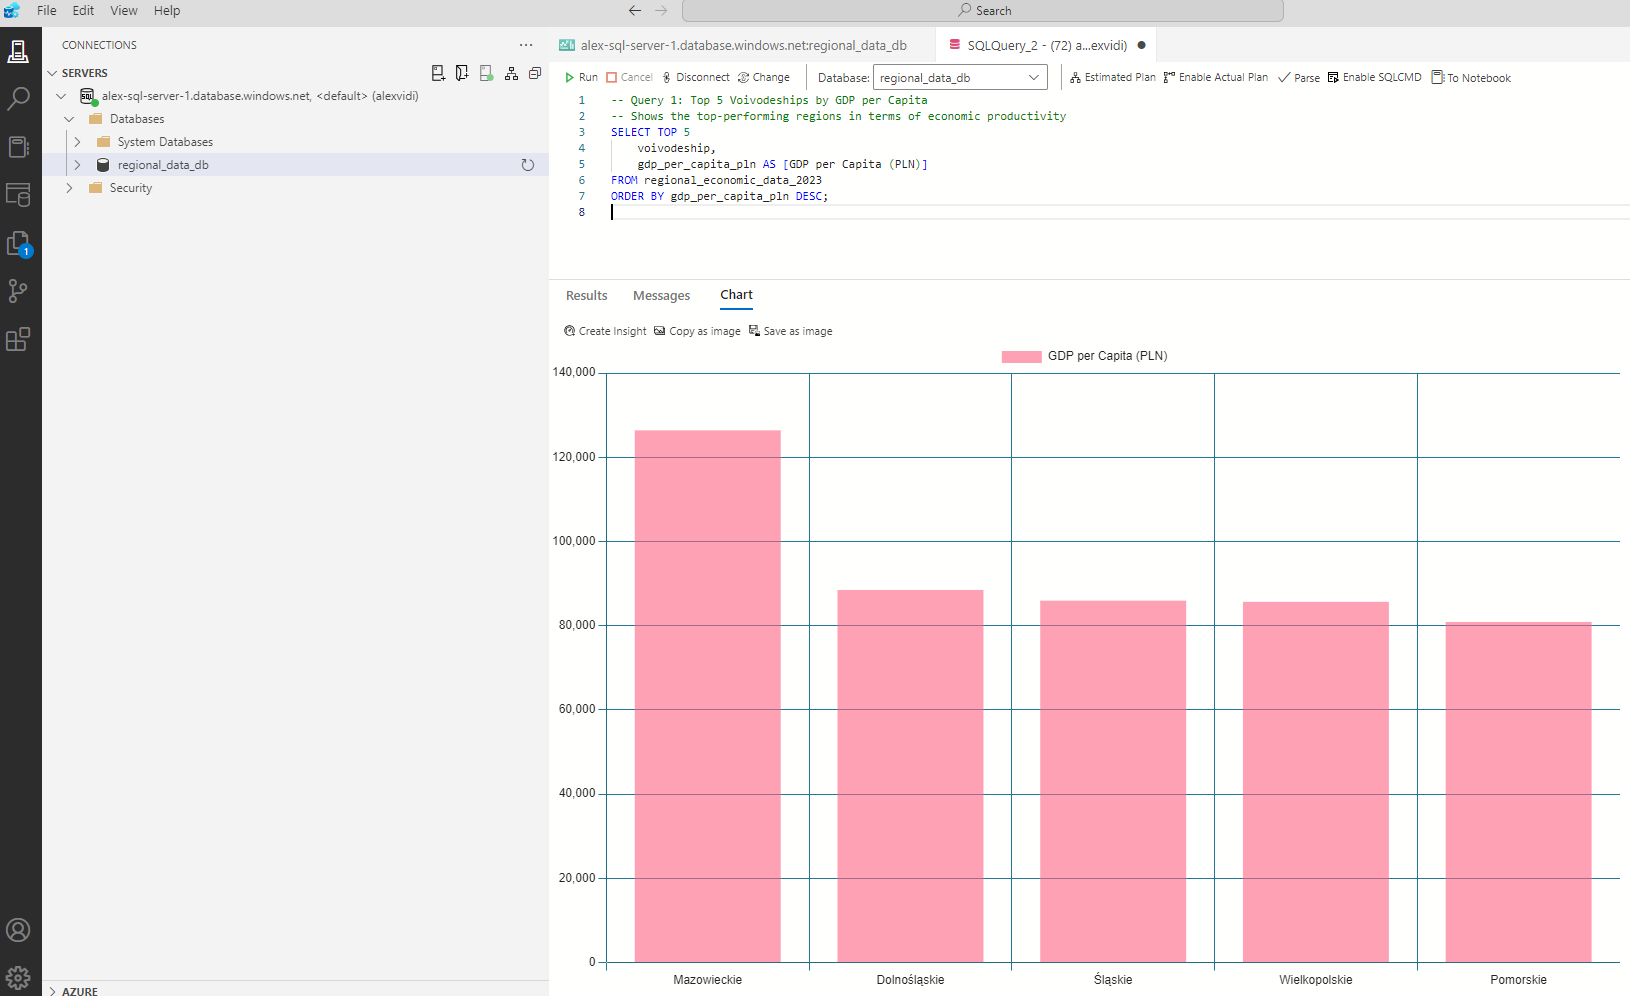 File Edit View Help
Search
CONNECTIONS
SERVERS
alex-sql-server-1.database.windows.net, <default> (alexvidi)
Databases
System Databases
regional_data_db
Security
1
AZURE
alex-sql-server-1.database.windows.net:regional_data_db
SQLQuery_2 - (72) a...exvidi)
Run Cancel Disconnect Change Database: regional_data_db Estimated Plan Enable Actual Plan Parse Enable SQLCMD To Notebook
1 -- Query 1: Top 5 Voivodeships by GDP per Capita
2 -- Shows the top-performing regions in terms of economic productivity
3 SELECT TOP 5
4 voivodeship,
5 gdp_per_capita_pln AS [GDP per Capita (PLN)]
6 FROM regional_economic_data_2023
7 ORDER BY gdp_per_capita_pln DESC;
8
Results Messages Chart
Create Insight Copy as image Save as image
GDP per Capita (PLN)
140,000
120,000
100,000
80,000
60,000
40,000
20,000
0
Mazowieckie Dolnośląskie Śląskie Wielkopolskie Pomorskie